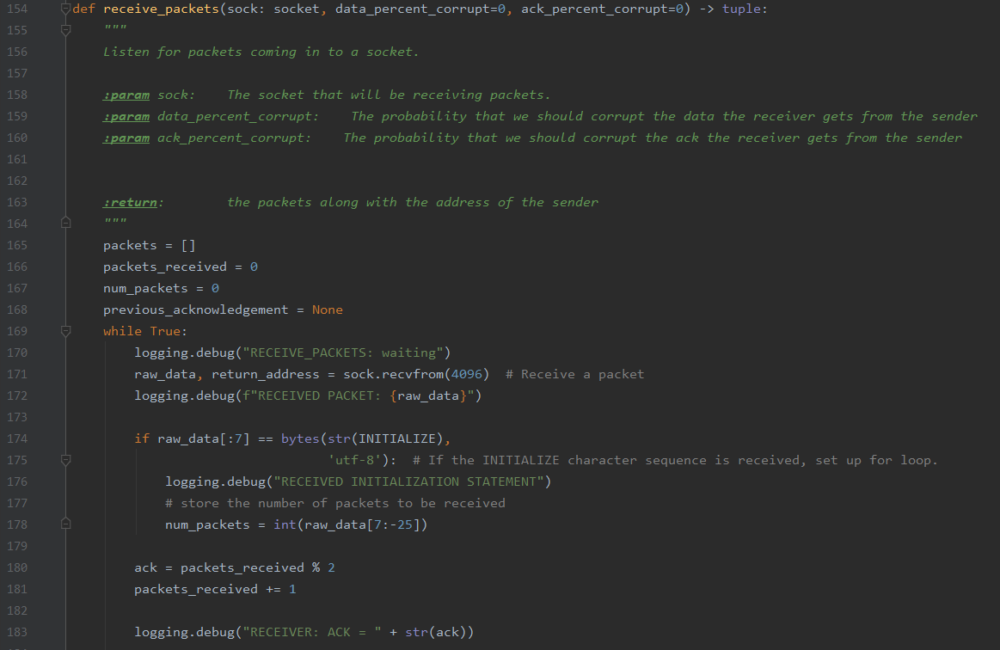 154 def receive_packets(sock: socket, data_percent_corrupt=0, ack_percent_corrupt=0) -> tuple:
155     """
156     Listen for packets coming in to a socket.
157
158     :param sock:    The socket that will be receiving packets.
159     :param data_percent_corrupt:    The probability that we should corrupt the data the receiver gets from the sender
160     :param ack_percent_corrupt:    The probability that we should corrupt the ack the receiver gets from the sender
161
162
163     :return:        the packets along with the address of the sender
164     """
165     packets = []
166     packets_received = 0
167     num_packets = 0
168     previous_acknowledgement = None
169     while True:
170         logging.debug("RECEIVE_PACKETS: waiting")
171         raw_data, return_address = sock.recvfrom(4096)  # Receive a packet
172         logging.debug(f"RECEIVED PACKET: {raw_data}")
173
174         if raw_data[:7] == bytes(str(INITIALIZE),
175                                  'utf-8'):  # If the INITIALIZE character sequence is received, set up for loop.
176             logging.debug("RECEIVED INITIALIZATION STATEMENT")
177             # store the number of packets to be received
178             num_packets = int(raw_data[7:-25])
179
180         ack = packets_received % 2
181         packets_received += 1
182
183         logging.debug("RECEIVER: ACK = " + str(ack))